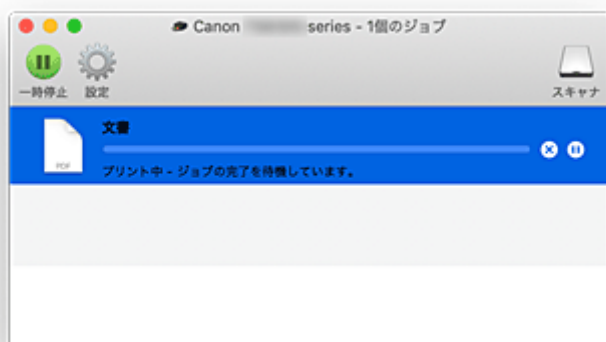 Canon series - 1個のジョブ
一時停止 設定 スキャナ
文書
PDF
プリント中 - ジョブの完了を待機しています。